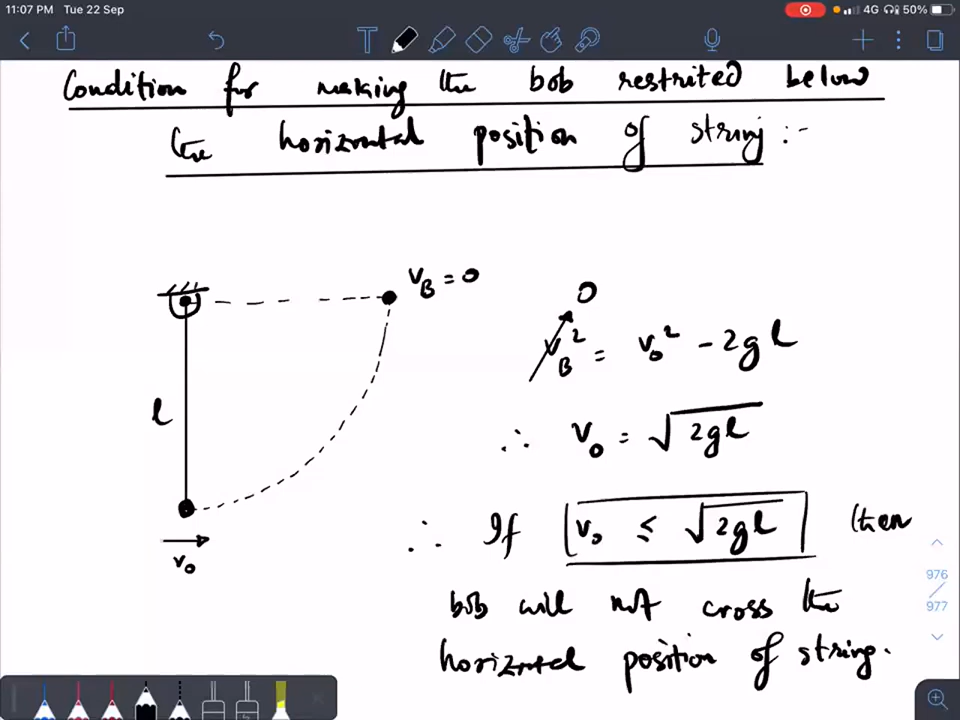 11:07 PM Tue 22 Sep 4G 50%
Condition for making the bob restrited below
the horizontal position of string :-
v_B = 0
0
v_B² = v₀² - 2gl
l
∴ v₀ = √2gl
∴ If v₀ ≤ √2gl then
v₀
bob will not cross the
horizontal position of string.
976
977